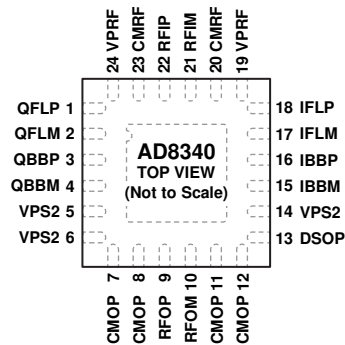 24 VPRF
23 CMRF
22 RFIP
21 RFIM
20 CMRF
19 VPRF
QFLP 1
QFLM 2
QBBP 3
QBBM 4
VPS2 5
VPS2 6
AD8340
TOP VIEW
(Not to Scale)
18 IFLP
17 IFLM
16 IBBP
15 IBBM
14 VPS2
13 DSOP
CMOP 7
CMOP 8
RFOP 9
RFOM 10
CMOP 11
CMOP 12